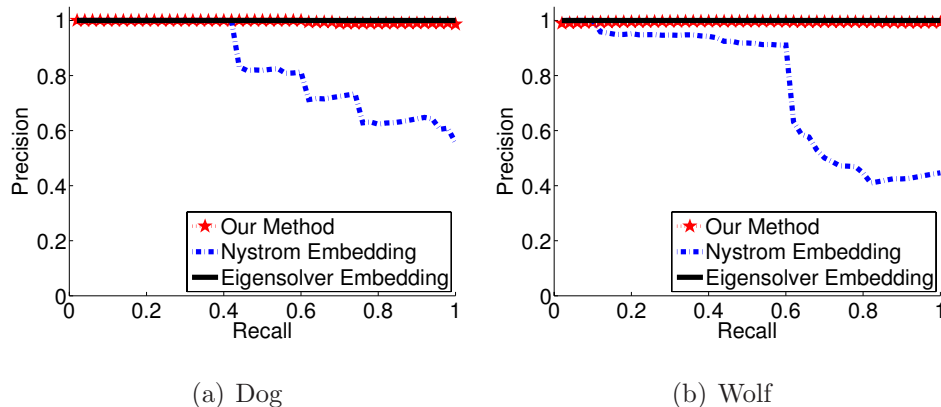 1
0.8
0.6
0.4
0.2
0
Precision
Our Method
Nystrom Embedding
Eigensolver Embedding
0 0.2 0.4 0.6 0.8 1
Recall
(a) Dog
1
0.8
0.6
0.4
0.2
0
Precision
Our Method
Nystrom Embedding
Eigensolver Embedding
0 0.2 0.4 0.6 0.8 1
Recall
(b) Wolf